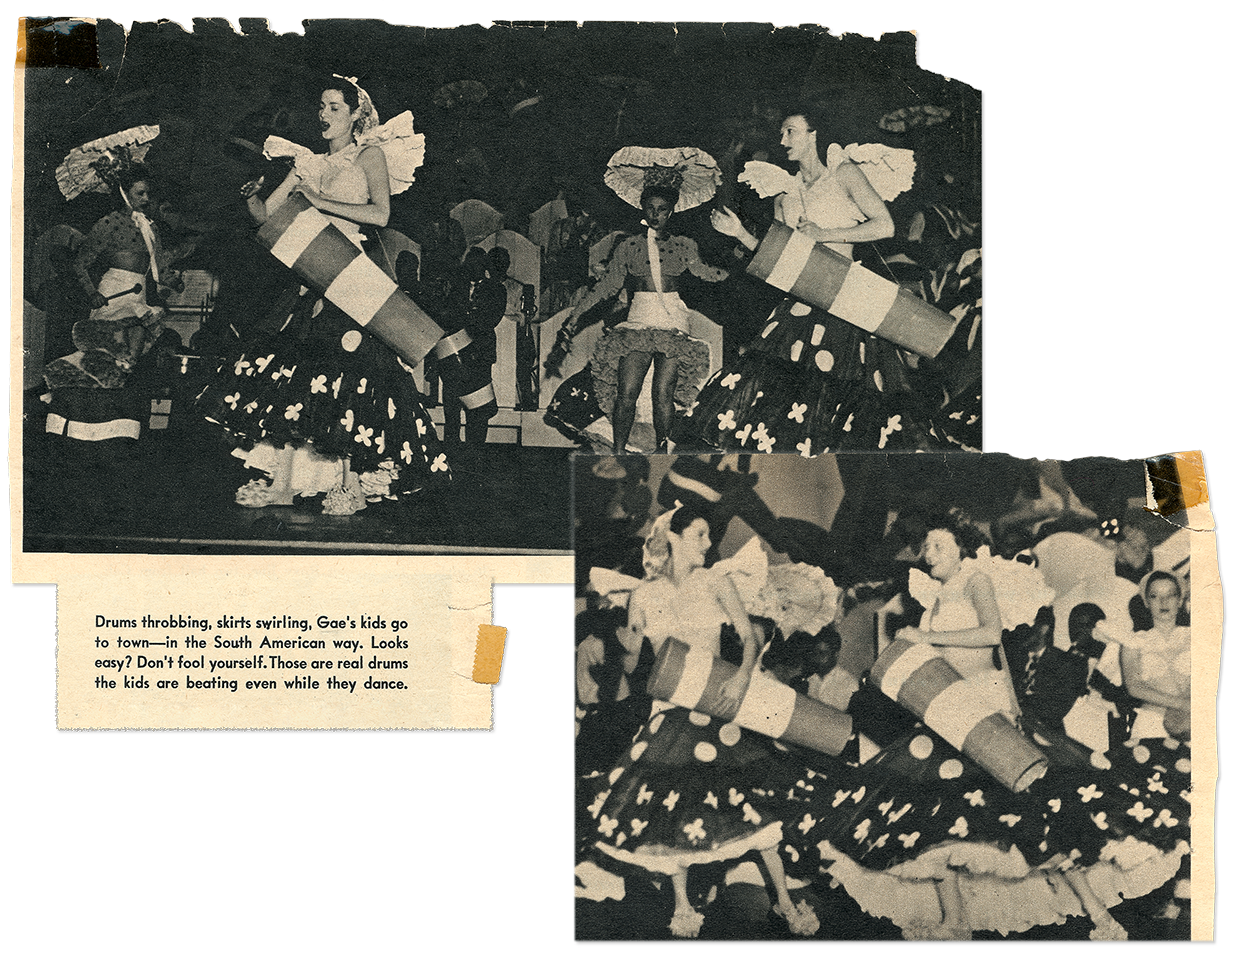 Drums throbbing, skirts swirling, Gae's kids go
to town—in the South American way. Looks
easy? Don't fool yourself. Those are real drums
the kids are beating even while they dance.